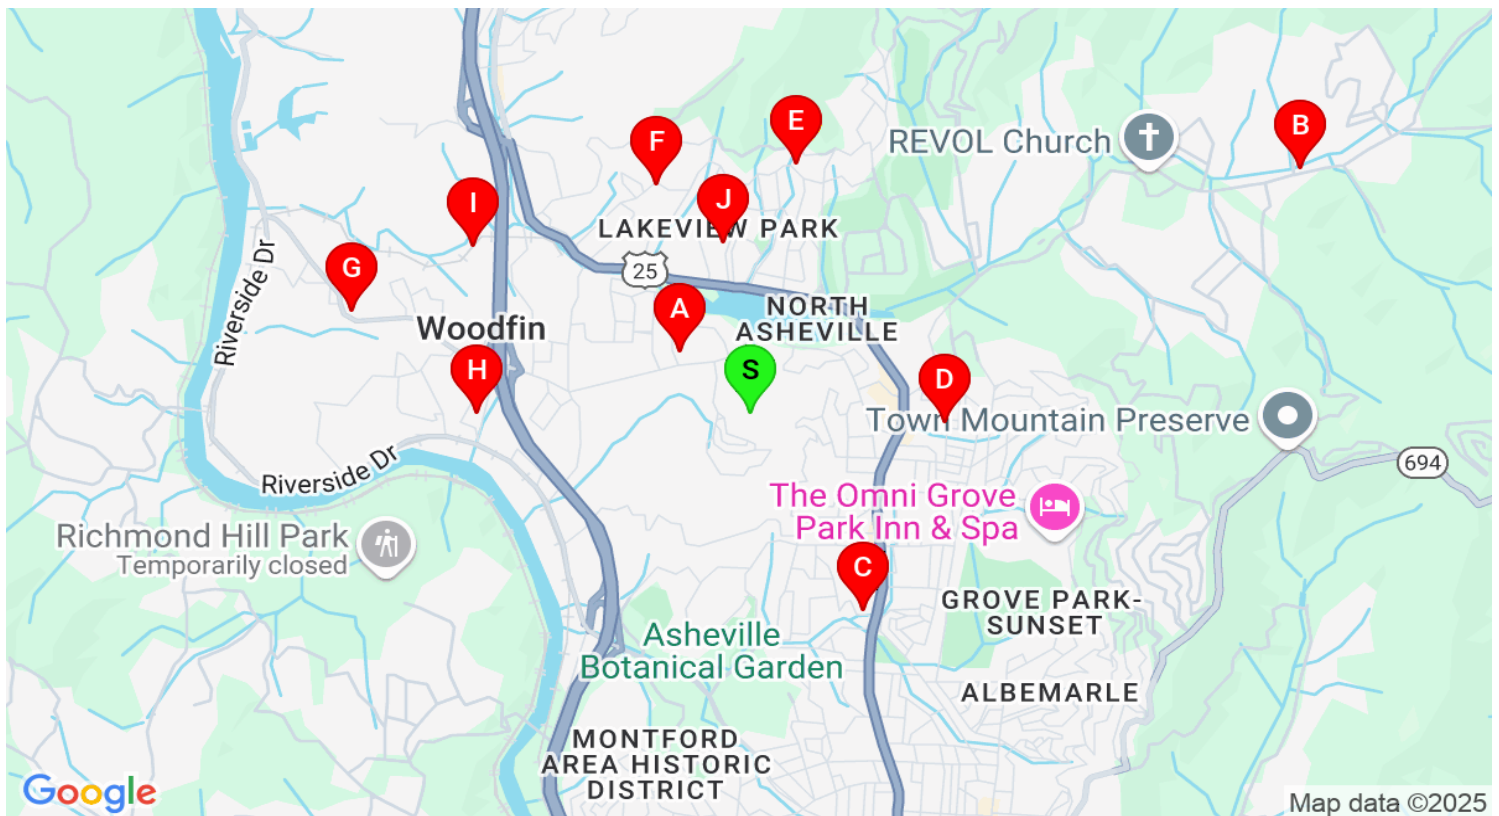 B
E
F
REVOL Church
J
I
LAKEVIEW PARK
G
Riverside Dr
25
A
NORTH
ASHEVILLE
Woodfin
H
S
D
Town Mountain Preserve
694
Riverside Dr
The Omni Grove
Park Inn & Spa
Richmond Hill Park
Temporarily closed
C
GROVE PARK-
SUNSET
Asheville
Botanical Garden
ALBEMARLE
MONTFORD
AREA HISTORIC
DISTRICT
Google
Map data ©2025